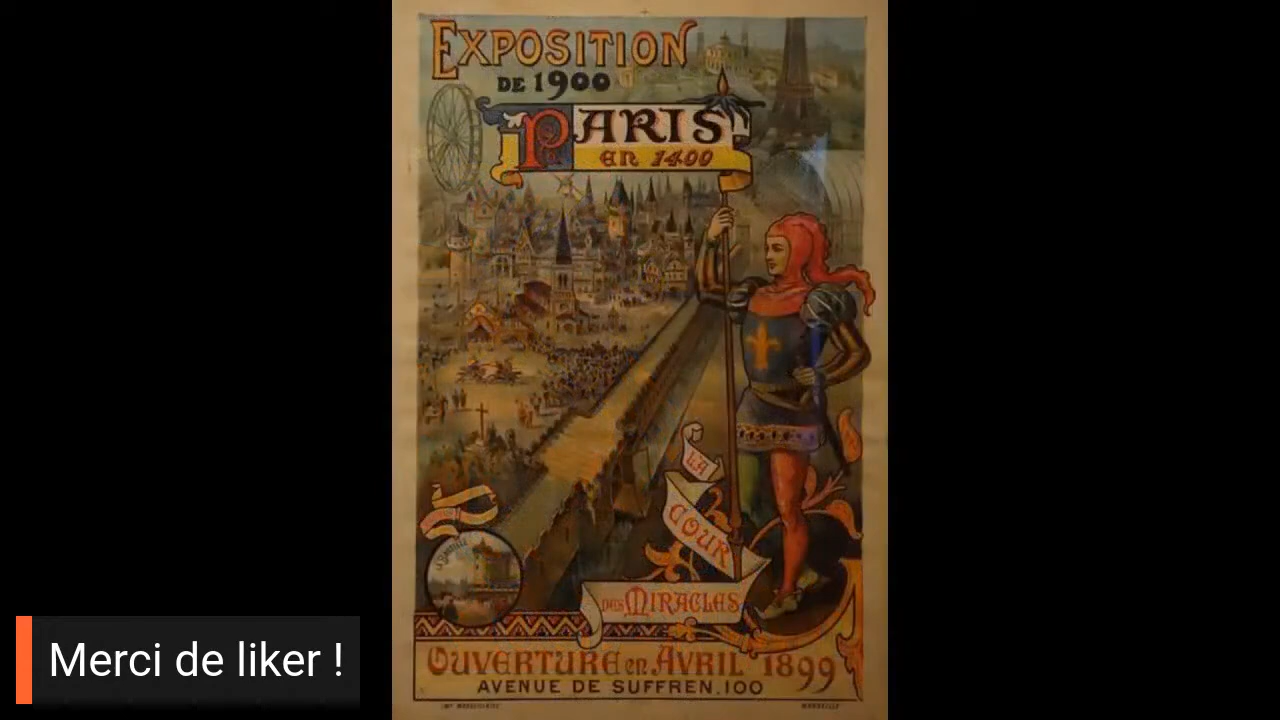 EXPOSITION
DE 1900
PARIS
EN 1400
LA
COUR
DES MIRACLES
OUVERTURE en AVRIL 1899
AVENUE DE SUFFREN.100
MARSEILLE
Merci de liker !